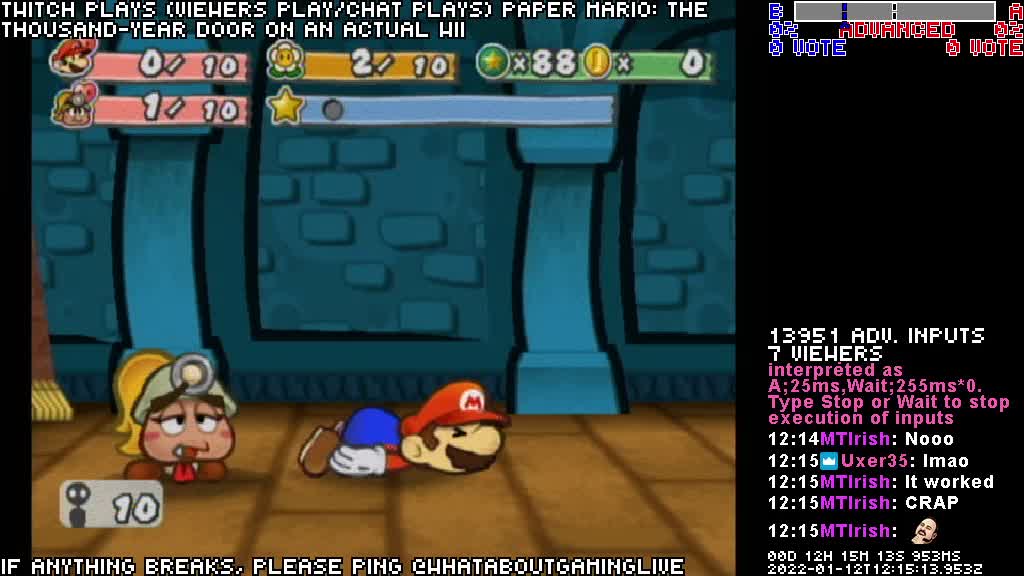 TWITCH PLAYS (VIEWERS PLAY/CHAT PLAYS) PAPER MARIO: THE
THOUSAND-YEAR DOOR ON AN ACTUAL WII
B A
0% ADVANCED 0%
0 VOTE 0 VOTE
0/10 2/10 ×88 × 0
1/10
M
10
13951 ADV. INPUTS
7 VIEWERS
interpreted as
A;25ms,Wait;255ms*0.
Type Stop or Wait to stop
execution of inputs
12:14MTIrish: Nooo
12:15Uxer35: lmao
12:15MTIrish: It worked
12:15MTIrish: CRAP
12:15MTIrish:
00D 12H 15M 13S 953MS
2022-01-12T12:15:13.953Z
IF ANYTHING BREAKS, PLEASE PING @WHATABOUTGAMINGLIVE